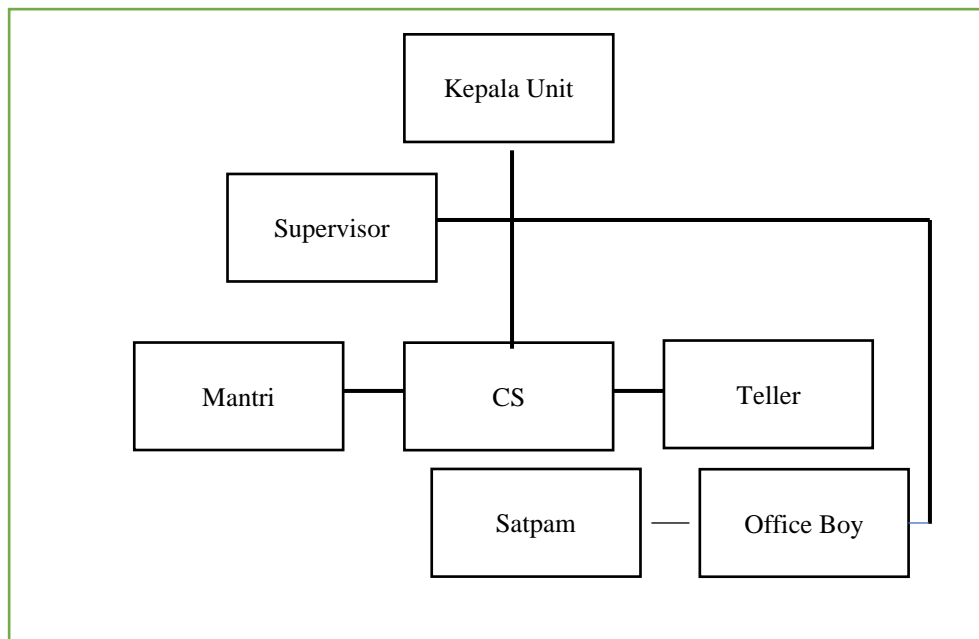 Kepala Unit
Supervisor
Mantri
CS
Teller
Satpam
Office Boy